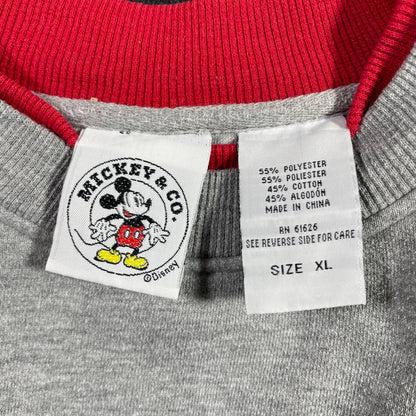 MICKEY & CO.
©Disney
55% POLYESTER
55% POLIESTER
45% COTTON
45% ALGODÓN
MADE IN CHINA
RN 61626
SEE REVERSE SIDE FOR CARE
SIZE XL